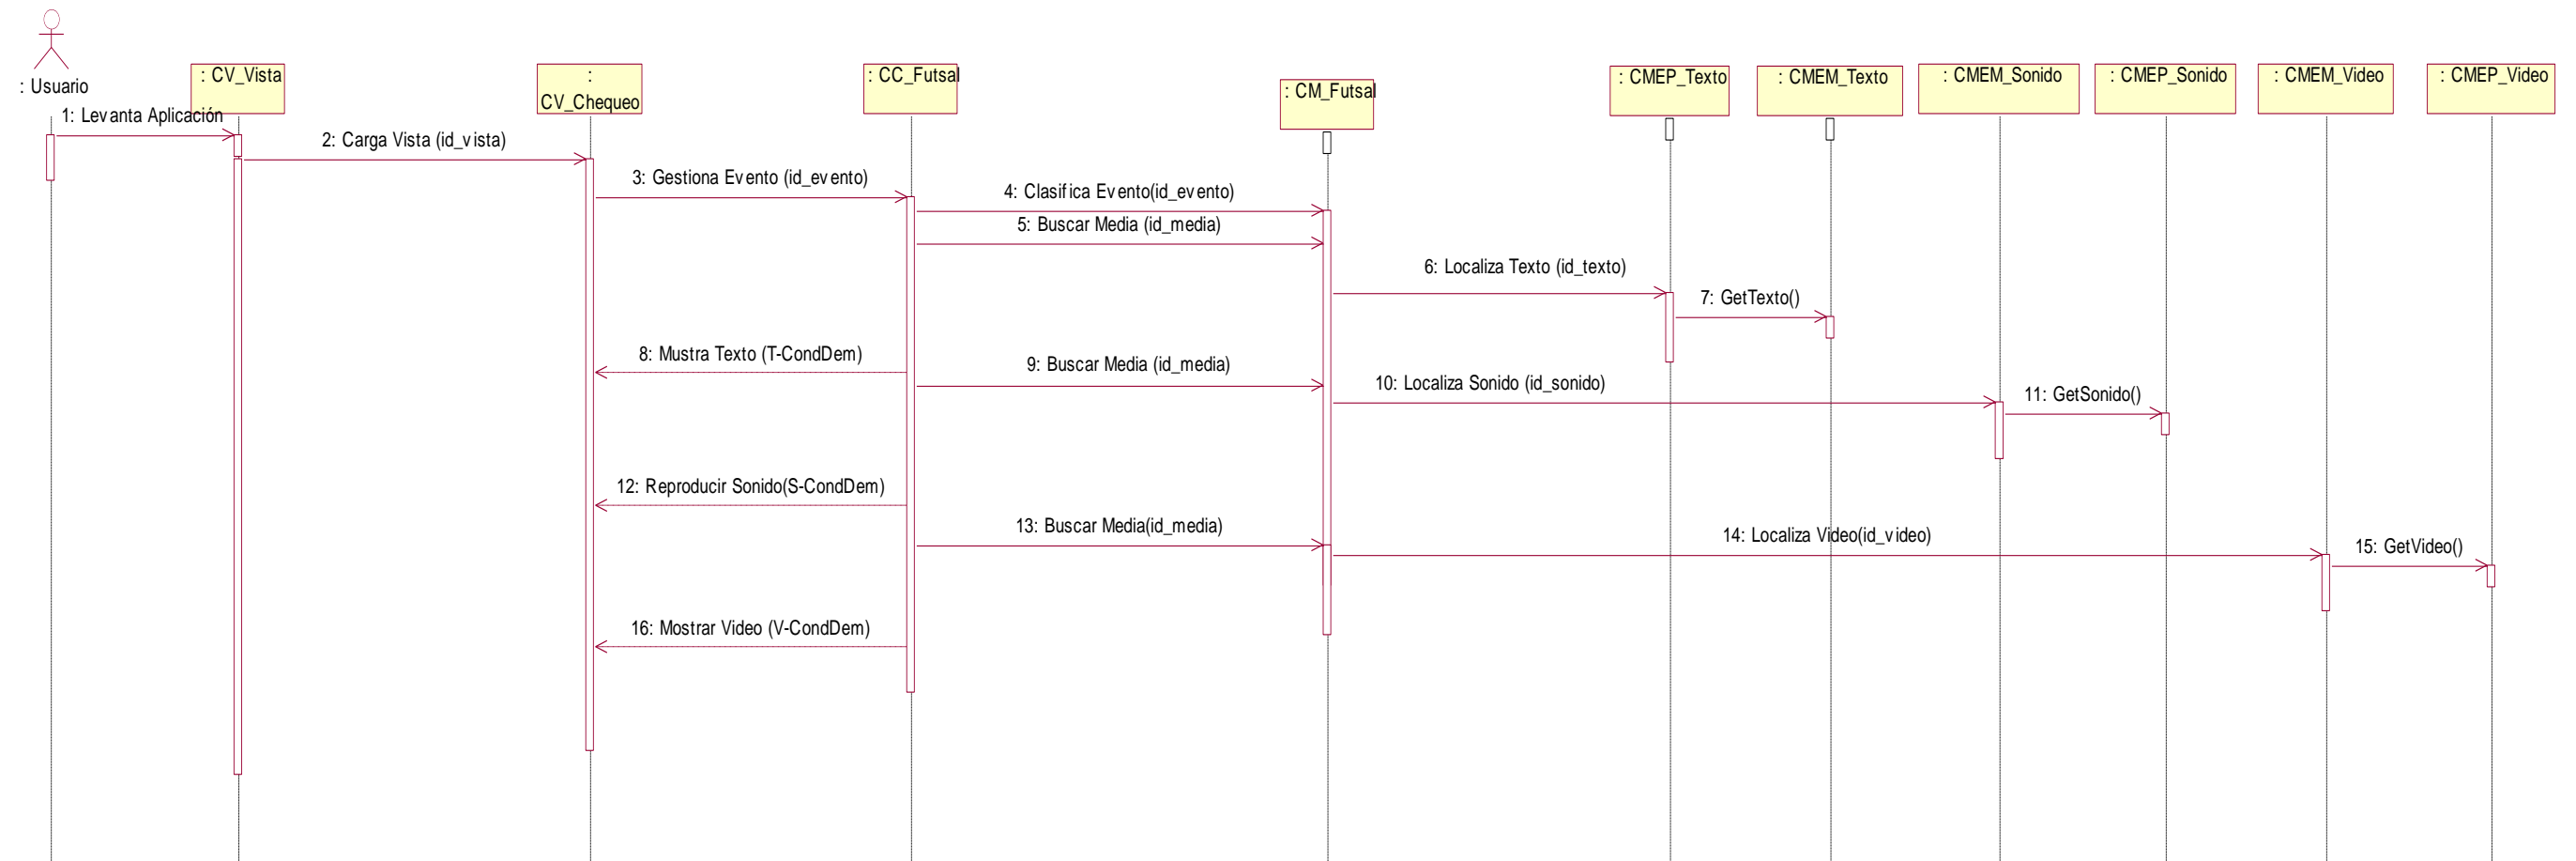 : Usuario
: CV_Vista
:
CV_Chequeo
: CC_Futsal
: CM_Futsal
: CMEP_Texto
: CMEM_Texto
: CMEM_Sonido
: CMEP_Sonido
: CMEM_Video
: CMEP_Video
1: Levanta Aplicación
2: Carga Vista (id_vista)
3: Gestiona Evento (id_evento)
4: Clasifica Evento(id_evento)
5: Buscar Media (id_media)
6: Localiza Texto (id_texto)
7: GetTexto()
8: Mustra Texto (T-CondDem)
9: Buscar Media (id_media)
10: Localiza Sonido (id_sonido)
11: GetSonido()
12: Reproducir Sonido(S-CondDem)
13: Buscar Media(id_media)
14: Localiza Video(id_video)
15: GetVideo()
16: Mostrar Video (V-CondDem)